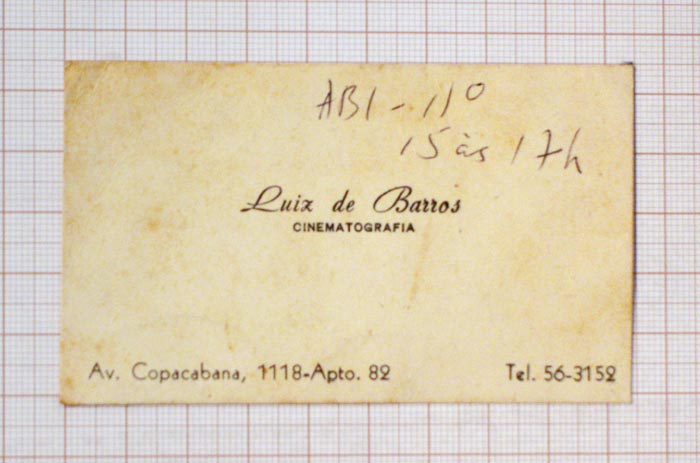 ABI - 11º
15 às 17h
Luiz de Barros
CINEMATOGRAFIA
Av. Copacabana, 1118-Apto. 82
Tel. 56-3152